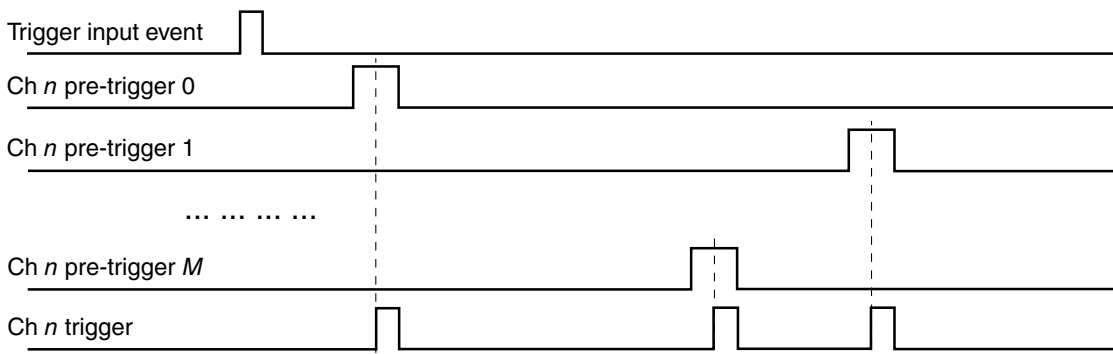 Trigger input event
Ch n pre-trigger 0
Ch n pre-trigger 1
... ... ... ...
Ch n pre-trigger M
Ch n trigger